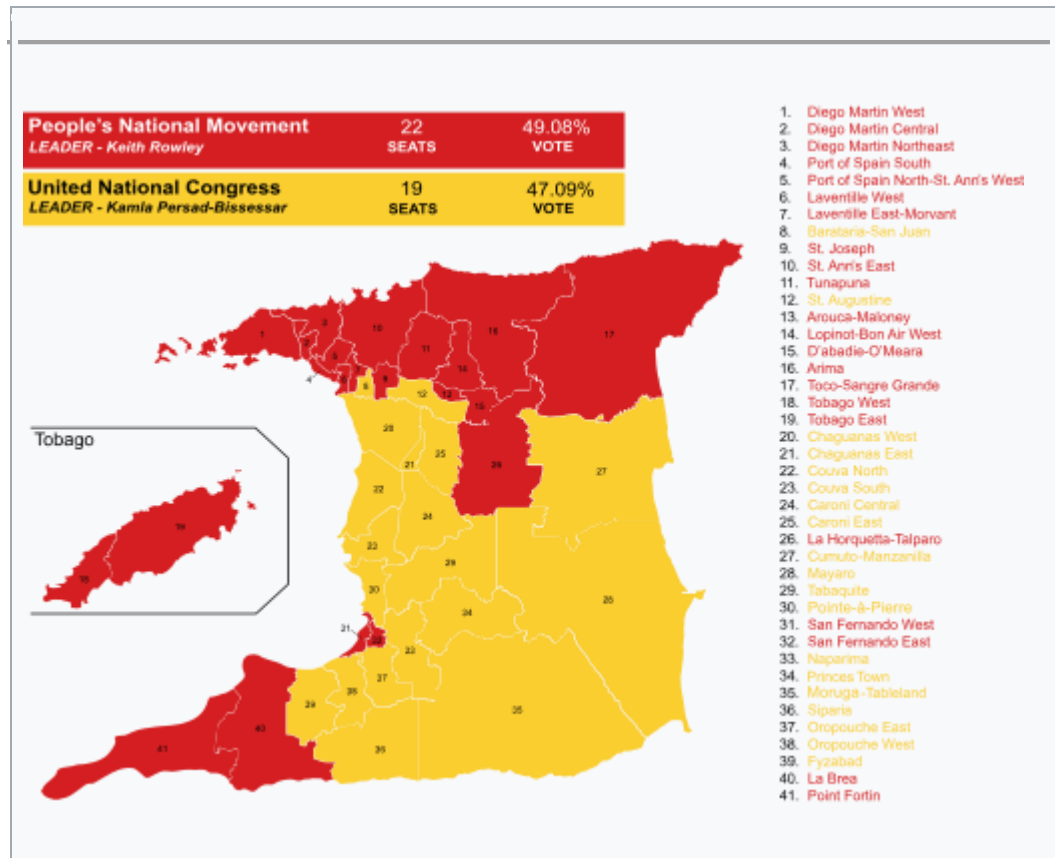 People's National Movement 22 49.08%
LEADER - Keith Rowley SEATS VOTE
United National Congress 19 47.09%
LEADER - Kamla Persad-Bissessar SEATS VOTE
Tobago
1. Diego Martin West
2. Diego Martin Central
3. Diego Martin Northeast
4. Port of Spain South
5. Port of Spain North-St. Ann's West
6. Laventille West
7. Laventille East-Morvant
8. Barataria-San Juan
9. St. Joseph
10. St. Ann's East
11. Tunapuna
12. St. Augustine
13. Arouca-Maloney
14. Lopinot-Bon Air West
15. D'abadie-O'Meara
16. Arima
17. Toco-Sangre Grande
18. Tobago West
19. Tobago East
20. Chaguanas West
21. Chaguanas East
22. Couva North
23. Couva South
24. Caroni Central
25. Caroni East
26. La Horquetta-Talparo
27. Cumuto-Manzanilla
28. Mayaro
29. Tabaquite
30. Pointe-à-Pierre
31. San Fernando West
32. San Fernando East
33. Naparima
34. Princes Town
35. Moruga-Tableland
36. Siparia
37. Oropouche East
38. Oropouche West
39. Fyzabad
40. La Brea
41. Point Fortin